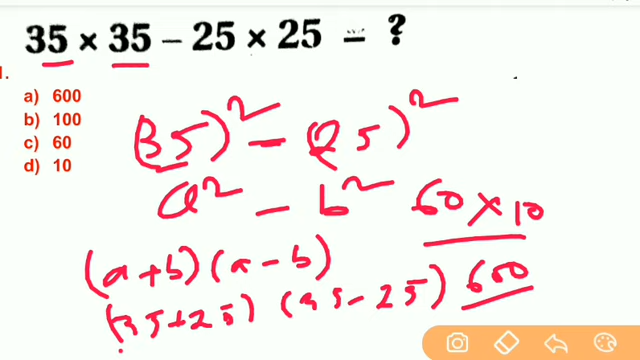 35 × 35 – 25 × 25 = ?
1.
a) 600
b) 100
c) 60
d) 10
(35)² – (25)²
a² – b²
60 × 10
(a+b)(a-b)
(35+25) (35-25) 600